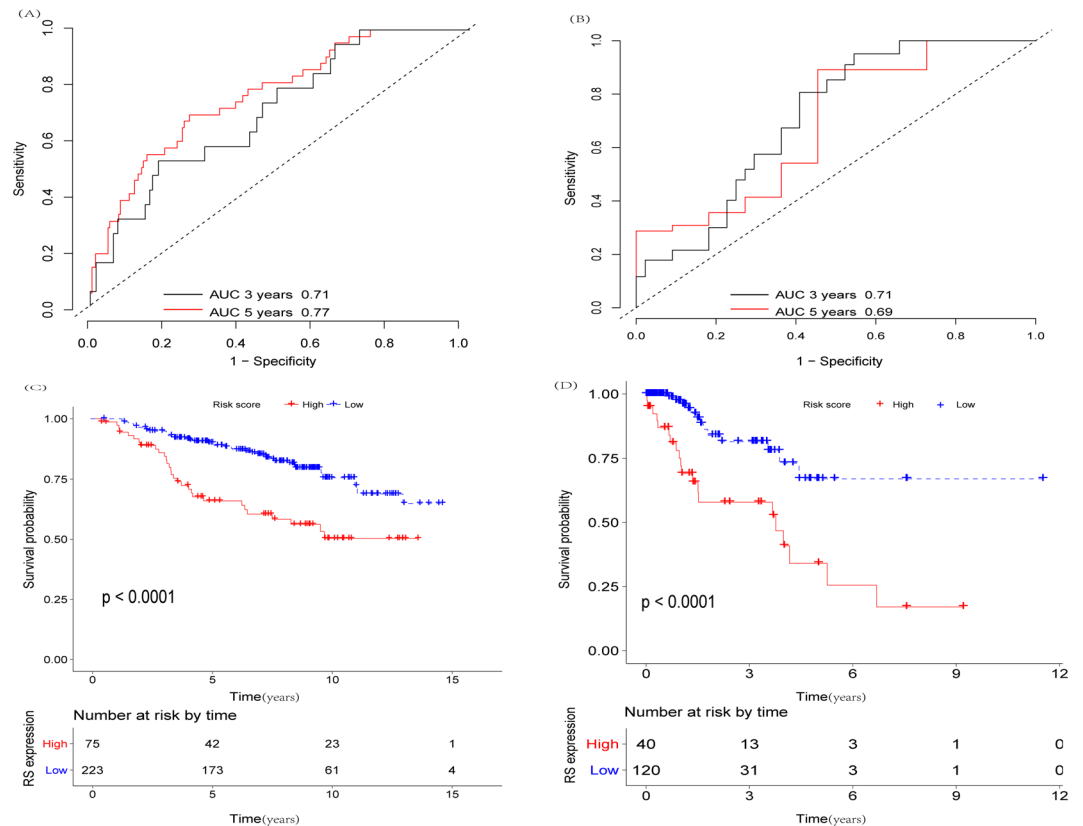 (A)
Sensitivity
0.0 0.2 0.4 0.6 0.8 1.0
AUC 3 years 0.71
AUC 5 years 0.77
0.0 0.2 0.4 0.6 0.8 1.0
1 − Specificity
(B)
Sensitivity
0.0 0.2 0.4 0.6 0.8 1.0
AUC 3 years 0.71
AUC 5 years 0.69
0.0 0.2 0.4 0.6 0.8 1.0
1 − Specificity
(C)
Risk score High Low
Survival probability
1.00
0.75
0.50
0.25
0.00
p < 0.0001
0 5 10 15
Time(years)
Number at risk by time
RS expression
High 75 42 23 1
Low 223 173 61 4
0 5 10 15
Time(years)
(D)
Risk score High Low
Survival probability
1.00
0.75
0.50
0.25
0.00
p < 0.0001
0 3 6 9 12
Time(years)
Number at risk by time
RS expression
High 40 13 3 1 0
Low 120 31 3 1 0
0 3 6 9 12
Time(years)